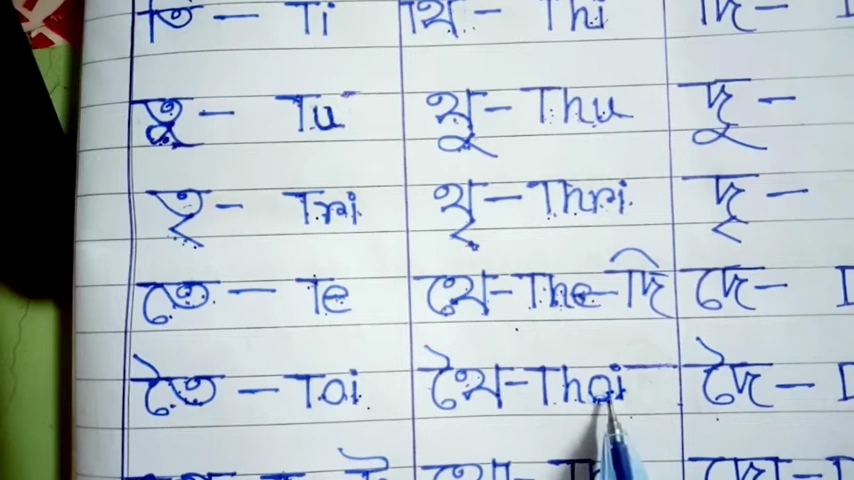 তি – Ti থি – Thi দি –
তু – Tu থু – Thu দু –
তৃ – Tri থৃ – Thri দৃ –
তে – Te থে – The – দি দে – D
তৈ – Toi থৈ – Thoi দৈ – D